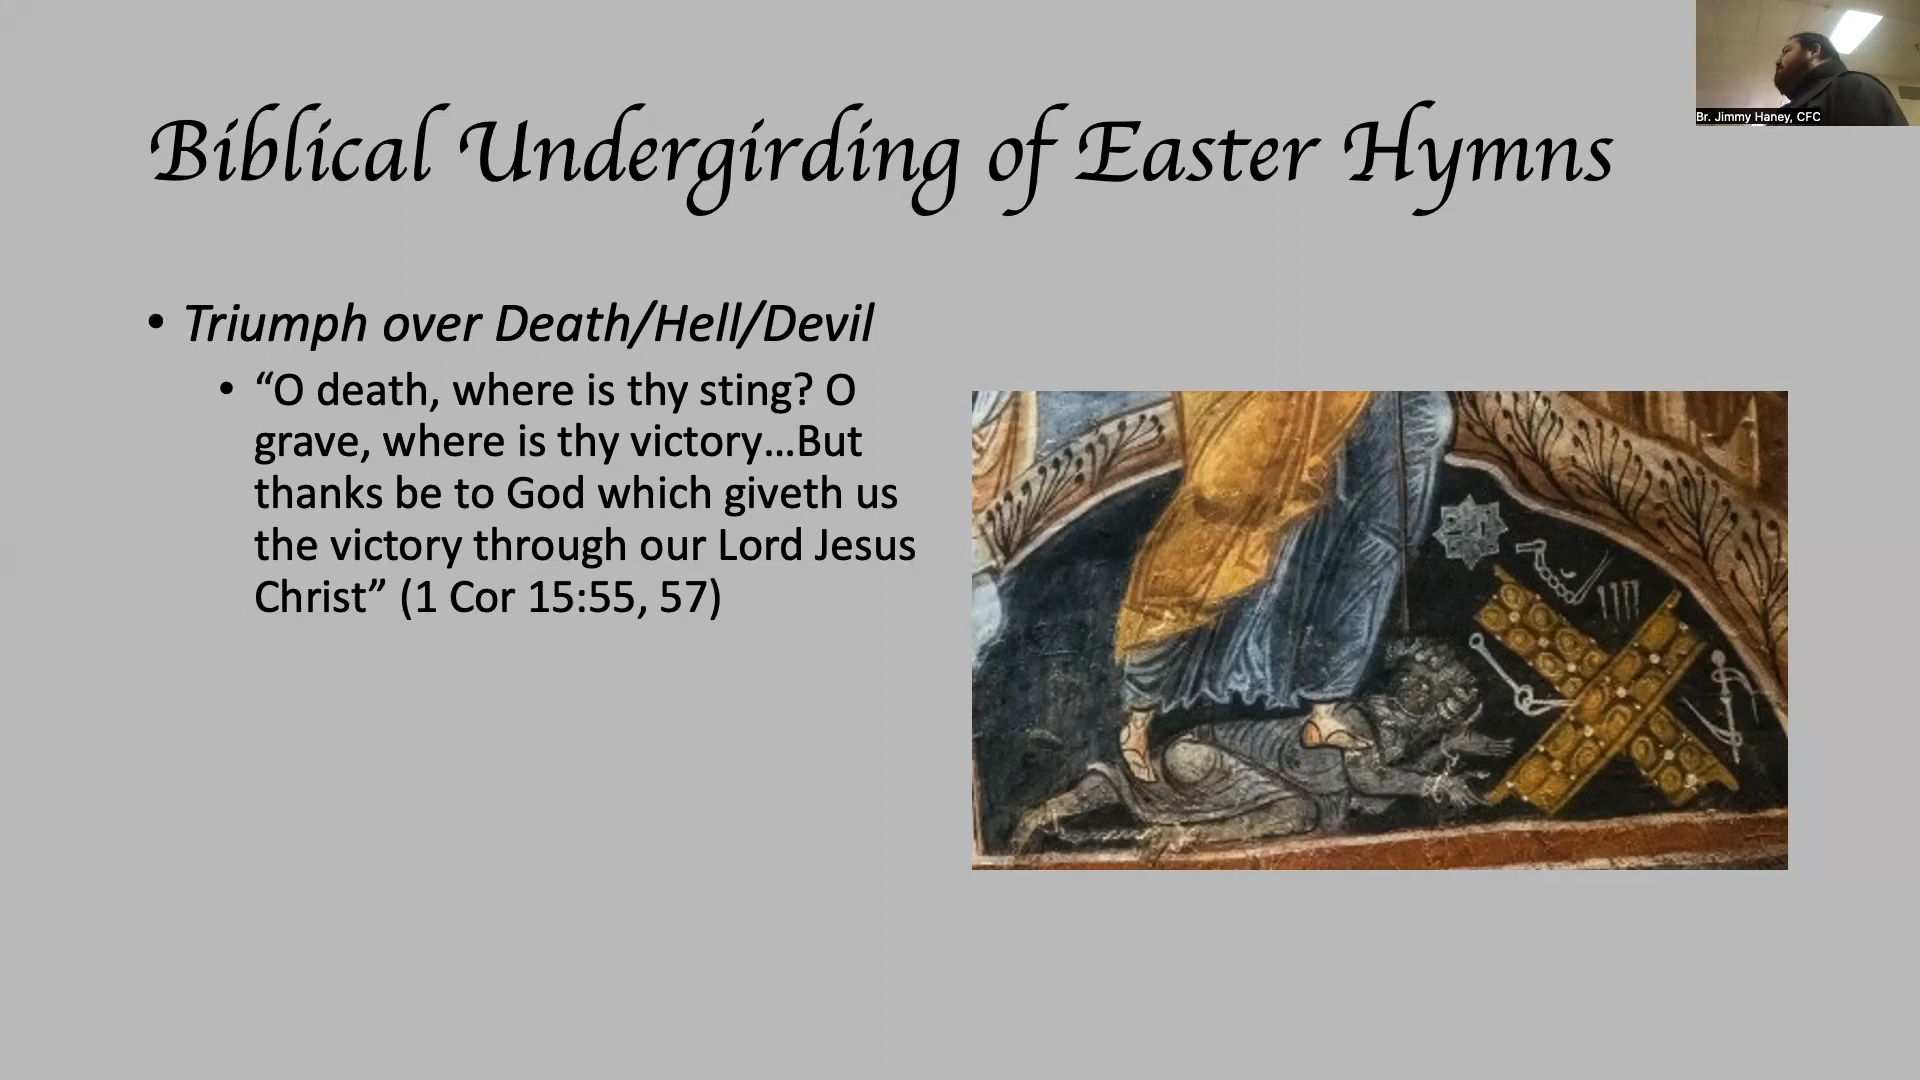 Br. Jimmy Haney, CFC
Biblical Undergirding of Easter Hymns
• Triumph over Death/Hell/Devil
• “O death, where is thy sting? O
grave, where is thy victory…But
thanks be to God which giveth us
the victory through our Lord Jesus
Christ” (1 Cor 15:55, 57)